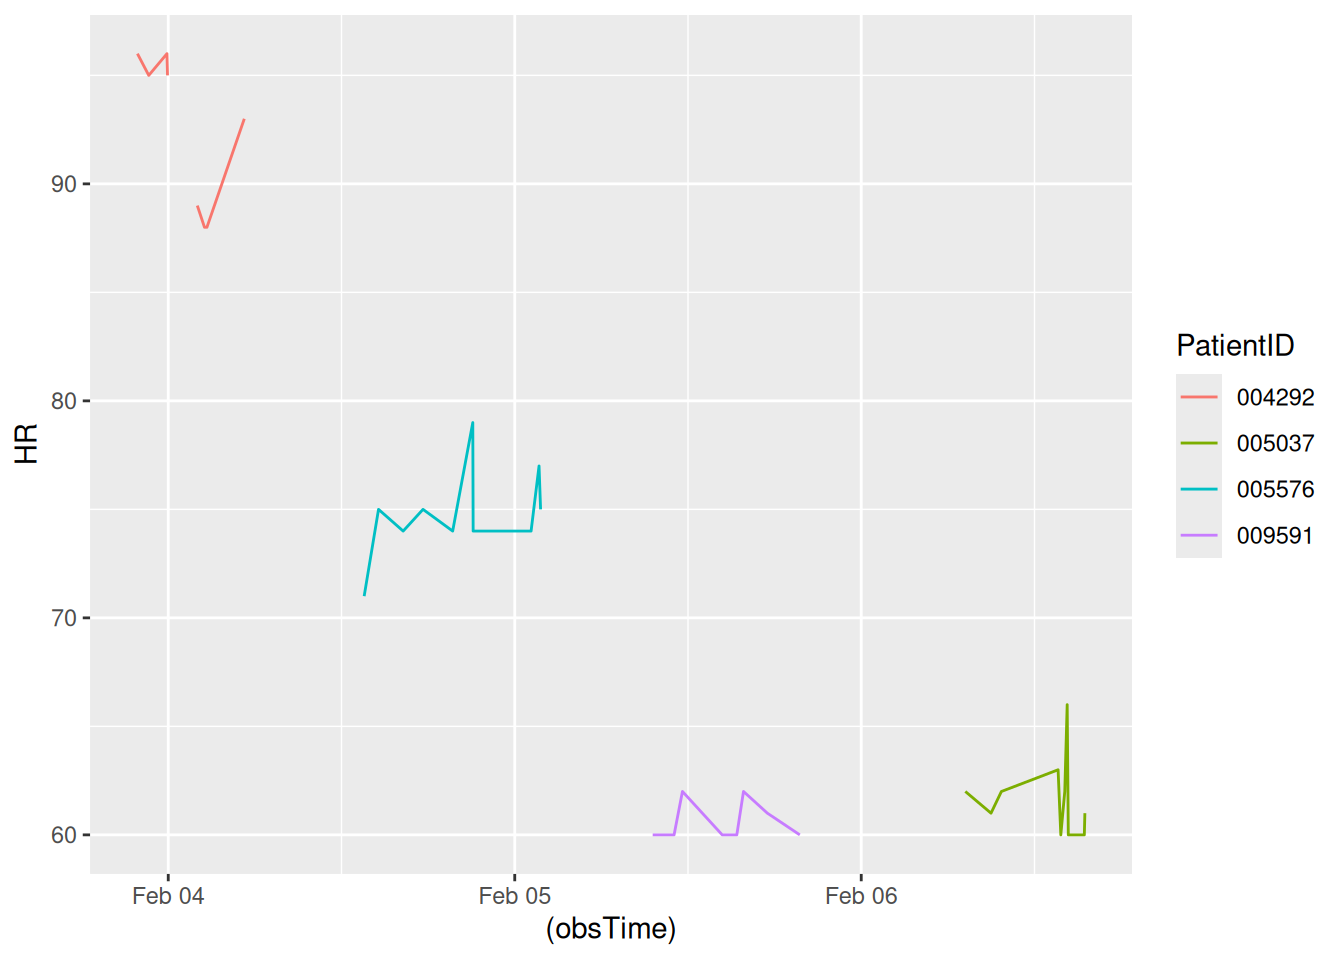 90
80
70
60
HR
Feb 04
Feb 05
Feb 06
(obsTime)
PatientID
004292
005037
005576
009591